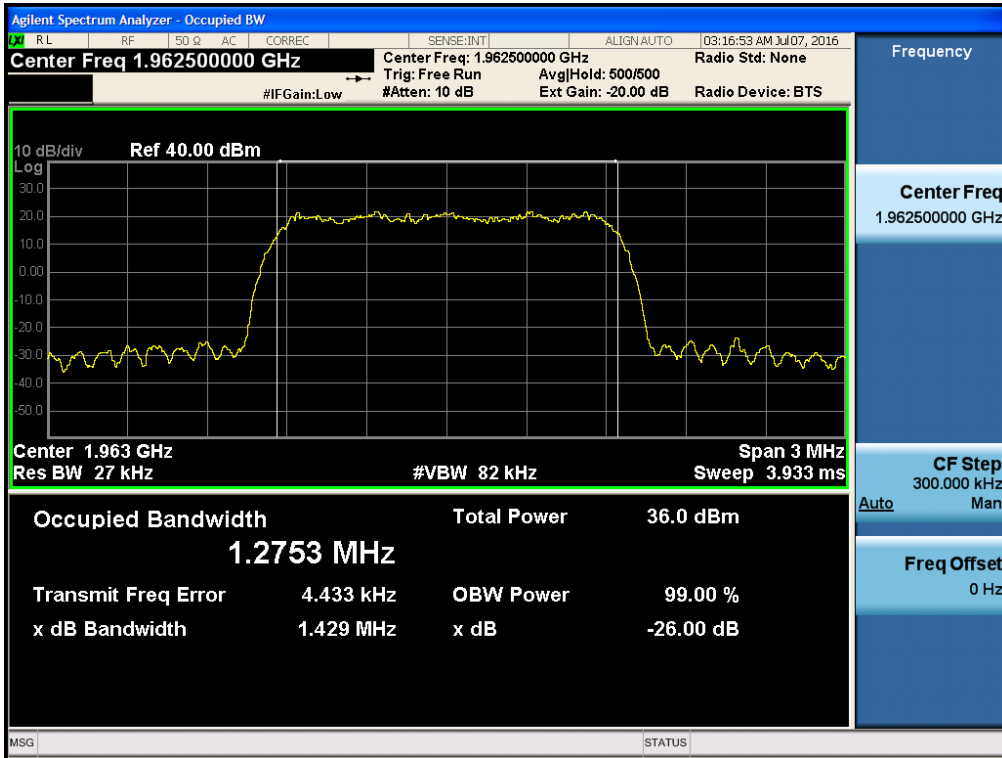 Agilent Spectrum Analyzer - Occupied BW
LXI RL RF 50 Ω AC CORREC SENSE:INT ALIGN AUTO 03:16:53 AM Jul 07, 2016
Center Freq 1.962500000 GHz
Center Freq: 1.962500000 GHz Radio Std: None
Trig: Free Run Avg|Hold: 500/500
#IFGain:Low #Atten: 10 dB Ext Gain: -20.00 dB Radio Device: BTS
Frequency
10 dB/div Ref 40.00 dBm
Log
30.0
20.0
10.0
0.00
-10.0
-20.0
-30.0
-40.0
-50.0
Center 1.963 GHz Span 3 MHz
Res BW 27 kHz #VBW 82 kHz Sweep 3.933 ms
Occupied Bandwidth Total Power 36.0 dBm
1.2753 MHz
Transmit Freq Error 4.433 kHz OBW Power 99.00 %
x dB Bandwidth 1.429 MHz x dB -26.00 dB
Center Freq
1.962500000 GHz
CF Step
300.000 kHz
Auto Man
Freq Offset
0 Hz
MSG STATUS